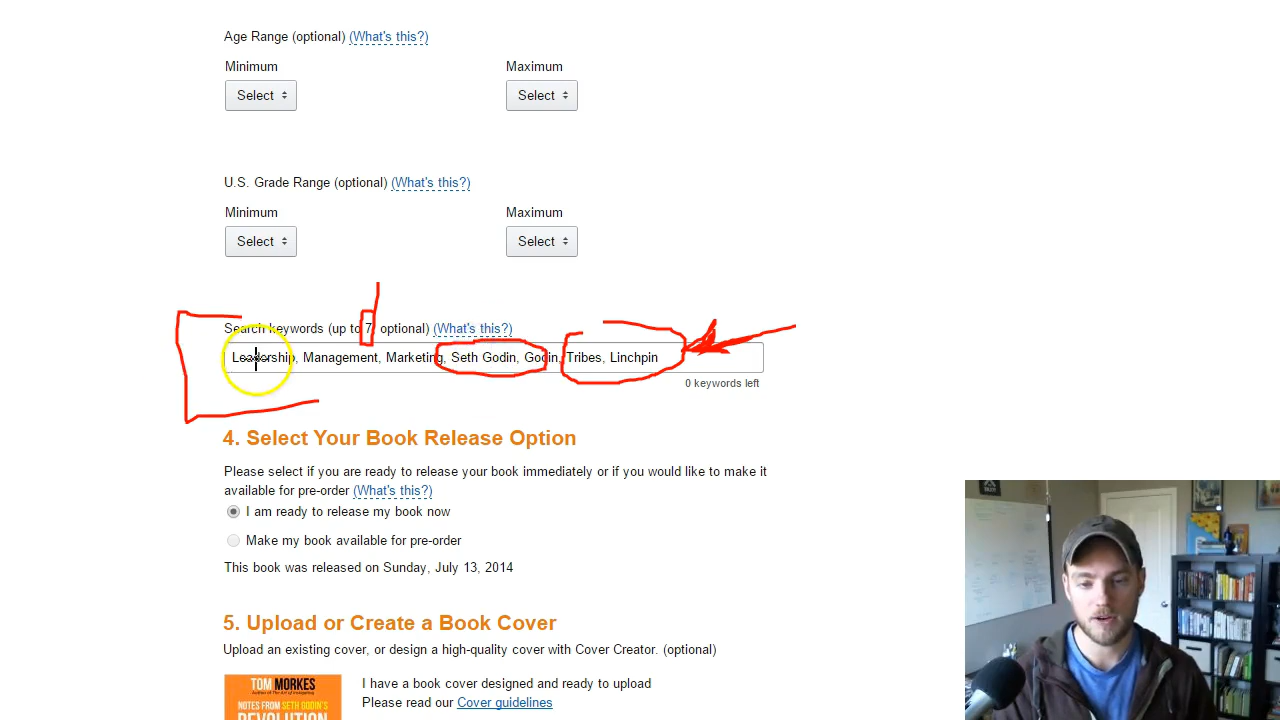 Age Range (optional) (What's this?)
Minimum Maximum
Select Select
U.S. Grade Range (optional) (What's this?)
Minimum Maximum
Select Select
Search Keywords (up to 7, optional) (What's this?)
Leadership, Management, Marketing, Seth Godin, Godin, Tribes, Linchpin
0 keywords left
4. Select Your Book Release Option
Please select if you are ready to release your book immediately or if you would like to make it
available for pre-order (What's this?)
I am ready to release my book now
Make my book available for pre-order
This book was released on Sunday, July 13, 2014
5. Upload or Create a Book Cover
Upload an existing cover, or design a high-quality cover with Cover Creator. (optional)
TOM MORKES
Author of The Art of Instigating
NOTES FROM SETH GODIN'S
REVOLUTION
I have a book cover designed and ready to upload
Please read our Cover guidelines